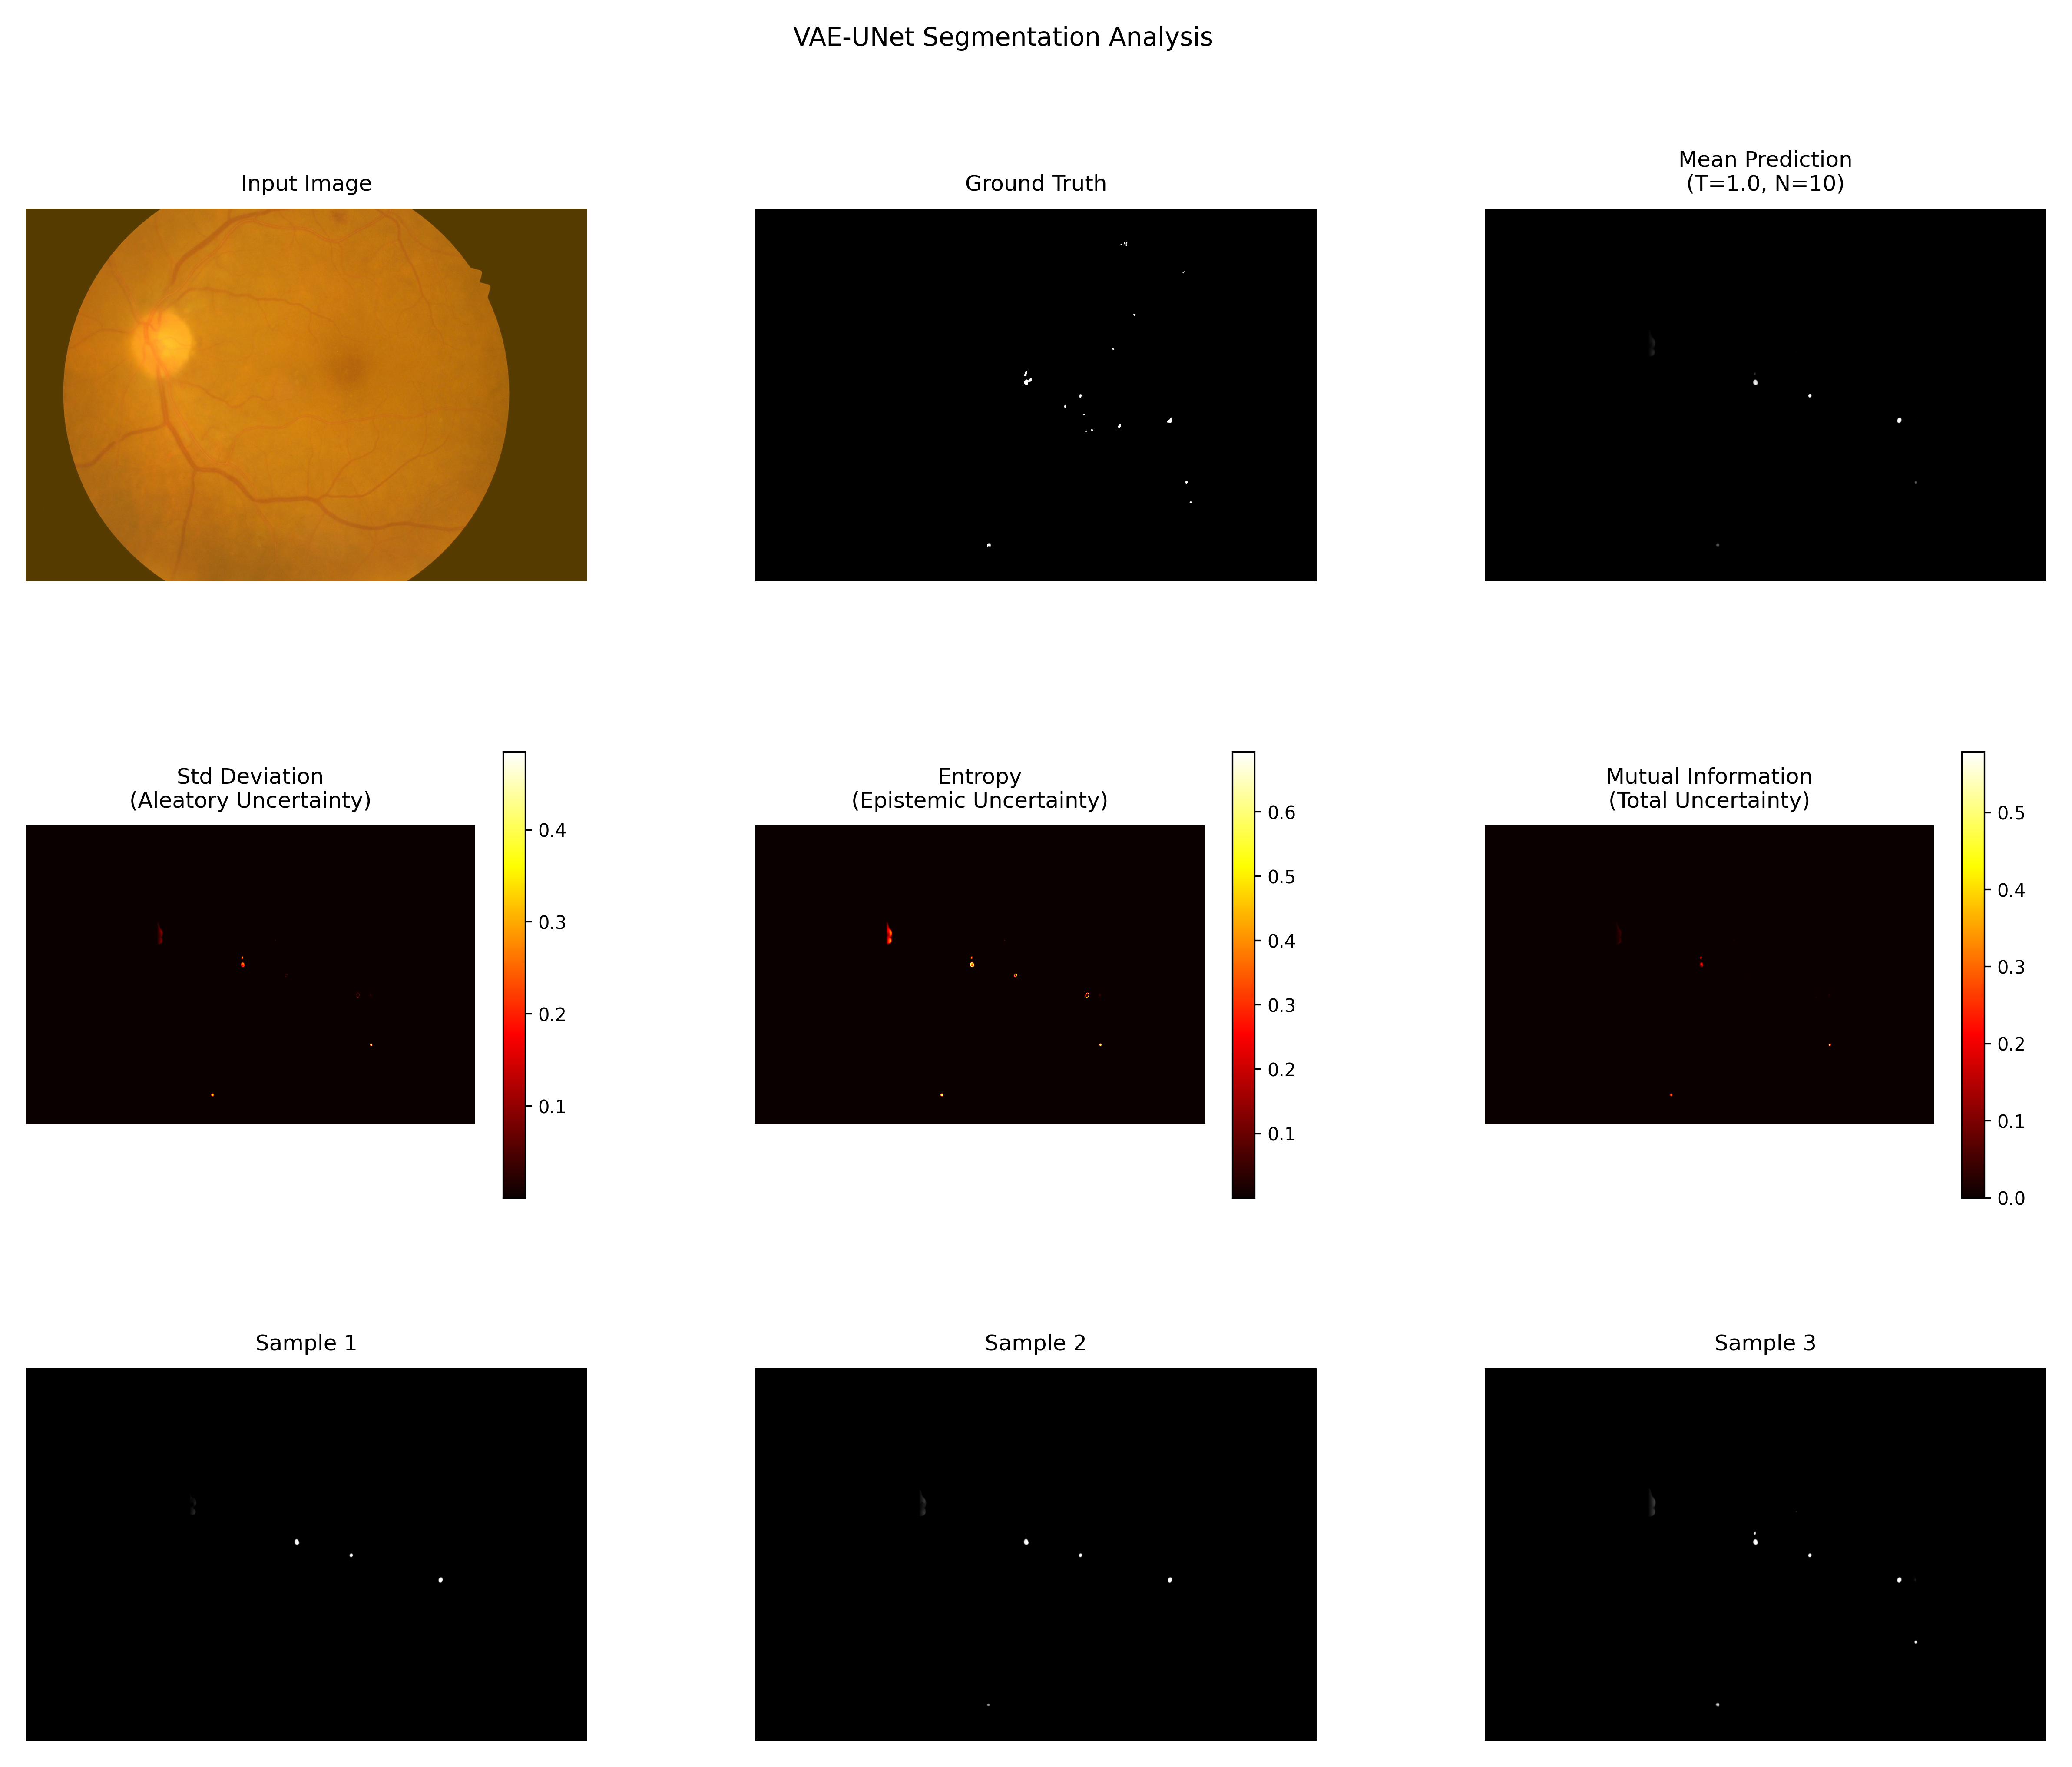 VAE-UNet Segmentation Analysis
Input Image
Ground Truth
Mean Prediction
(T=1.0, N=10)
Std Deviation
(Aleatory Uncertainty)
0.4
0.3
0.2
0.1
Entropy
(Epistemic Uncertainty)
0.6
0.5
0.4
0.3
0.2
0.1
Mutual Information
(Total Uncertainty)
0.5
0.4
0.3
0.2
0.1
0.0
Sample 1
Sample 2
Sample 3